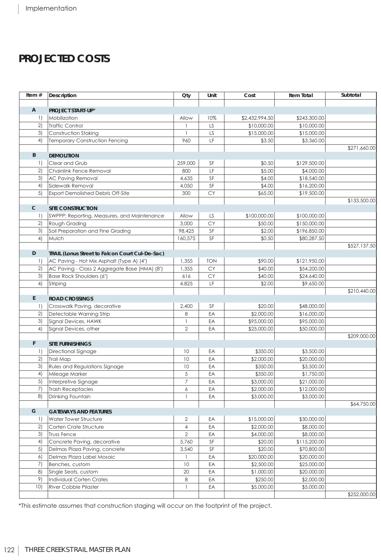 Implementation
PROJECTED COSTS
Item # Description Qty Unit Cost Item Total Subtotal
A PROJECT START-UP*
1) Mobilization Allow 10% $2,432,994.50 $243,300.00
2) Traffic Control 1 LS $10,000.00 $10,000.00
3) Construction Staking 1 LS $15,000.00 $15,000.00
4) Temporary Construction Fencing 960 LF $3.50 $3,360.00
$271,660.00
B DEMOLITION
1) Clear and Grub 259,000 SF $0.50 $129,500.00
2) Chainlink Fence Removal 800 LF $5.00 $4,000.00
3) AC Paving Removal 4,635 SF $4.00 $18,540.00
4) Sidewalk Removal 4,050 SF $4.00 $16,200.00
5) Export Demolished Debris Off-Site 300 CY $65.00 $19,500.00
$133,500.00
C SITE CONSTRUCTION
1) SWPPP: Reporting, Measures, and Maintenance Allow LS $100,000.00 $100,000.00
2) Rough Grading 3,000 CY $50.00 $150,000.00
3) Soil Preparation and Fine Grading 98,425 SF $2.00 $196,850.00
4) Mulch 160,575 SF $0.50 $80,287.50
$527,137.50
D TRAIL (Lonus Street to Falcon Court Cul-De-Sac)
1) AC Paving - Hot Mix Asphalt (Type A) (4") 1,355 TON $90.00 $121,950.00
2) AC Paving - Class 2 Aggregate Base (HMA) (8") 1,355 CY $40.00 $54,200.00
3) Base Rock Shoulders (6") 616 CY $40.00 $24,640.00
4) Striping 4,825 LF $2.00 $9,650.00
$210,440.00
E ROAD CROSSINGS
1) Crosswalk Paving, decorative 2,400 SF $20.00 $48,000.00
2) Detectable Warning Strip 8 EA $2,000.00 $16,000.00
3) Signal Devices, HAWK 1 EA $95,000.00 $95,000.00
4) Signal Devices, other 2 EA $25,000.00 $50,000.00
$209,000.00
F SITE FURNISHINGS
1) Directional Signage 10 EA $350.00 $3,500.00
2) Trail Map 10 EA $2,000.00 $20,000.00
3) Rules and Regulations Signage 10 EA $350.00 $3,500.00
4) Mileage Marker 5 EA $350.00 $1,750.00
5) Interpretive Signage 7 EA $3,000.00 $21,000.00
7) Trash Receptacles 6 EA $2,000.00 $12,000.00
8) Drinking Fountain 1 EA $3,000.00 $3,000.00
$64,750.00
G GATEWAYS AND FEATURES
1) Water Tower Structure 2 EA $15,000.00 $30,000.00
2) Corten Crate Structure 4 EA $2,000.00 $8,000.00
3) Truss Fence 2 EA $4,000.00 $8,000.00
4) Concrete Paving, decorative 5,760 SF $20.00 $115,200.00
5) Delmas Plaza Paving, concrete 3,540 SF $20.00 $70,800.00
6) Delmas Plaza Label Mosaic 1 EA $20,000.00 $20,000.00
7) Benches, custom 10 EA $2,500.00 $25,000.00
8) Single Seats, custom 20 EA $1,000.00 $20,000.00
9) Individual Corten Crates 8 EA $250.00 $2,000.00
10) River Cobble Pilaster 1 EA $5,000.00 $5,000.00
$252,000.00
*This estimate assumes that construction staging will occur on the footprint of the project.
122 THREE CREEKS TRAIL MASTER PLAN